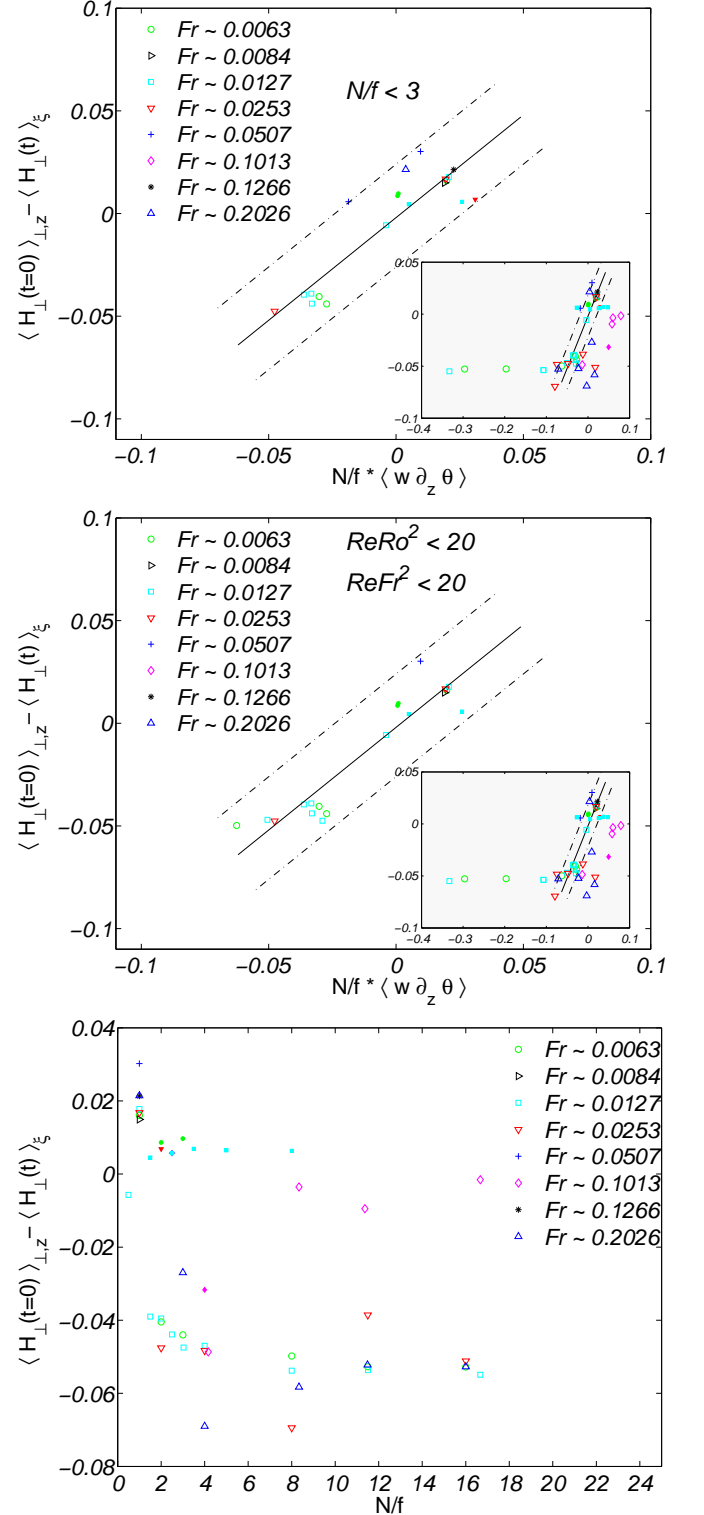 0.1
0.05
0
−0.05
−0.1
⟨ H⊥(t=0) ⟩⊥,z − ⟨ H⊥(t) ⟩ξ
Fr ~ 0.0063
Fr ~ 0.0084
Fr ~ 0.0127
Fr ~ 0.0253
Fr ~ 0.0507
Fr ~ 0.1013
Fr ~ 0.1266
Fr ~ 0.2026
N/f < 3
0.05
0
−0.05
−0.1
−0.4 −0.3 −0.2 −0.1 0 0.1
−0.1 −0.05 0 0.05 0.1
N/f * ⟨ w ∂z θ ⟩
0.1
0.05
0
−0.05
−0.1
⟨ H⊥(t=0) ⟩⊥,z − ⟨ H⊥(t) ⟩ξ
Fr ~ 0.0063
Fr ~ 0.0084
Fr ~ 0.0127
Fr ~ 0.0253
Fr ~ 0.0507
Fr ~ 0.1013
Fr ~ 0.1266
Fr ~ 0.2026
ReRo² < 20
ReFr² < 20
0.05
0
−0.05
−0.1
−0.4 −0.3 −0.2 −0.1 0 0.1
−0.1 −0.05 0 0.05 0.1
N/f * ⟨ w ∂z θ ⟩
0.04
0.02
0
−0.02
−0.04
−0.06
−0.08
⟨ H⊥(t=0) ⟩⊥,z − ⟨ H⊥(t) ⟩ξ
Fr ~ 0.0063
Fr ~ 0.0084
Fr ~ 0.0127
Fr ~ 0.0253
Fr ~ 0.0507
Fr ~ 0.1013
Fr ~ 0.1266
Fr ~ 0.2026
0 2 4 6 8 10 12 14 16 18 20 22 24
N/f